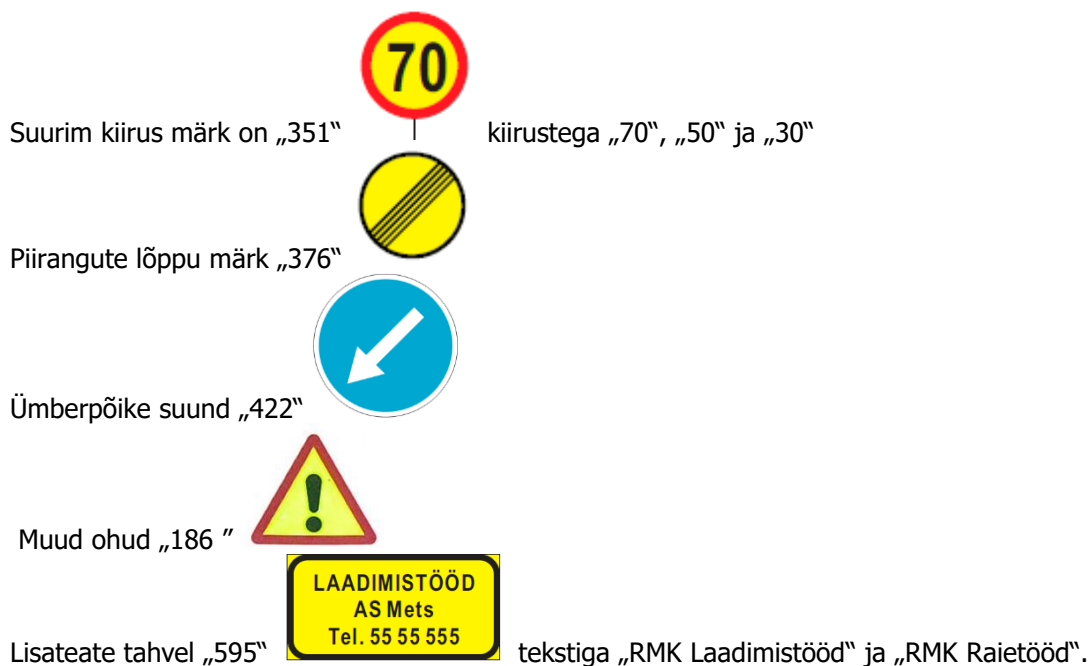 70
Suurim kiirus märk on „351“ kiirustega „70“, „50“ ja „30“
Piirangute lõppu märk „376“
Ümberpõike suund „422“
Muud ohud „186 ”
LAADIMISTÖÖD
AS Mets
Tel. 55 55 555
Lisateate tahvel „595“ tekstiga „RMK Laadimistööd“ ja „RMK Raietööd“.